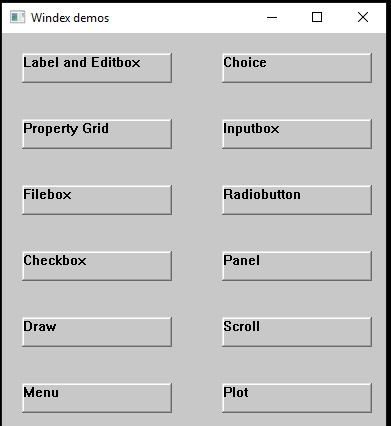 Windex demos
Label and Editbox
Choice
Property Grid
Inputbox
Filebox
Radiobutton
Checkbox
Panel
Draw
Scroll
Menu
Plot